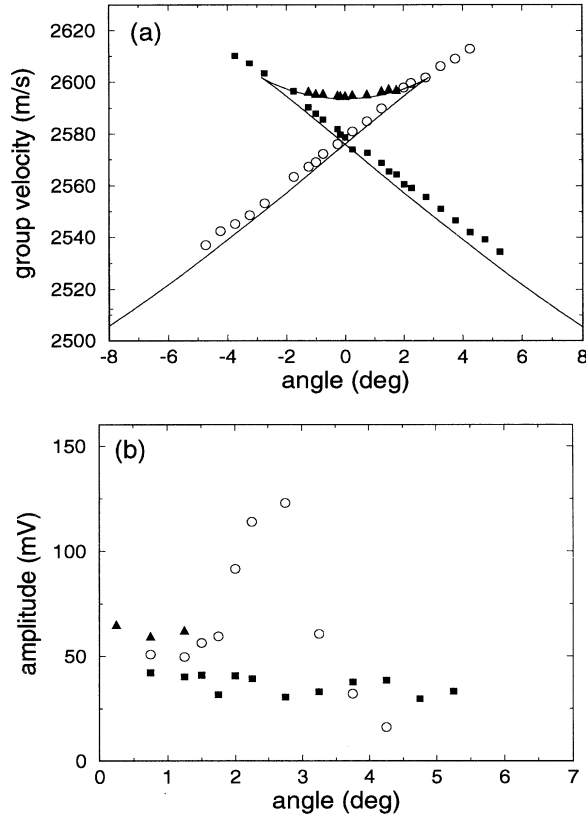 (a)
group velocity (m/s)
2620
2600
2580
2560
2540
2520
2500
-8 -6 -4 -2 0 2 4 6 8
angle (deg)
(b)
amplitude (mV)
150
100
50
0
0 1 2 3 4 5 6 7
angle (deg)